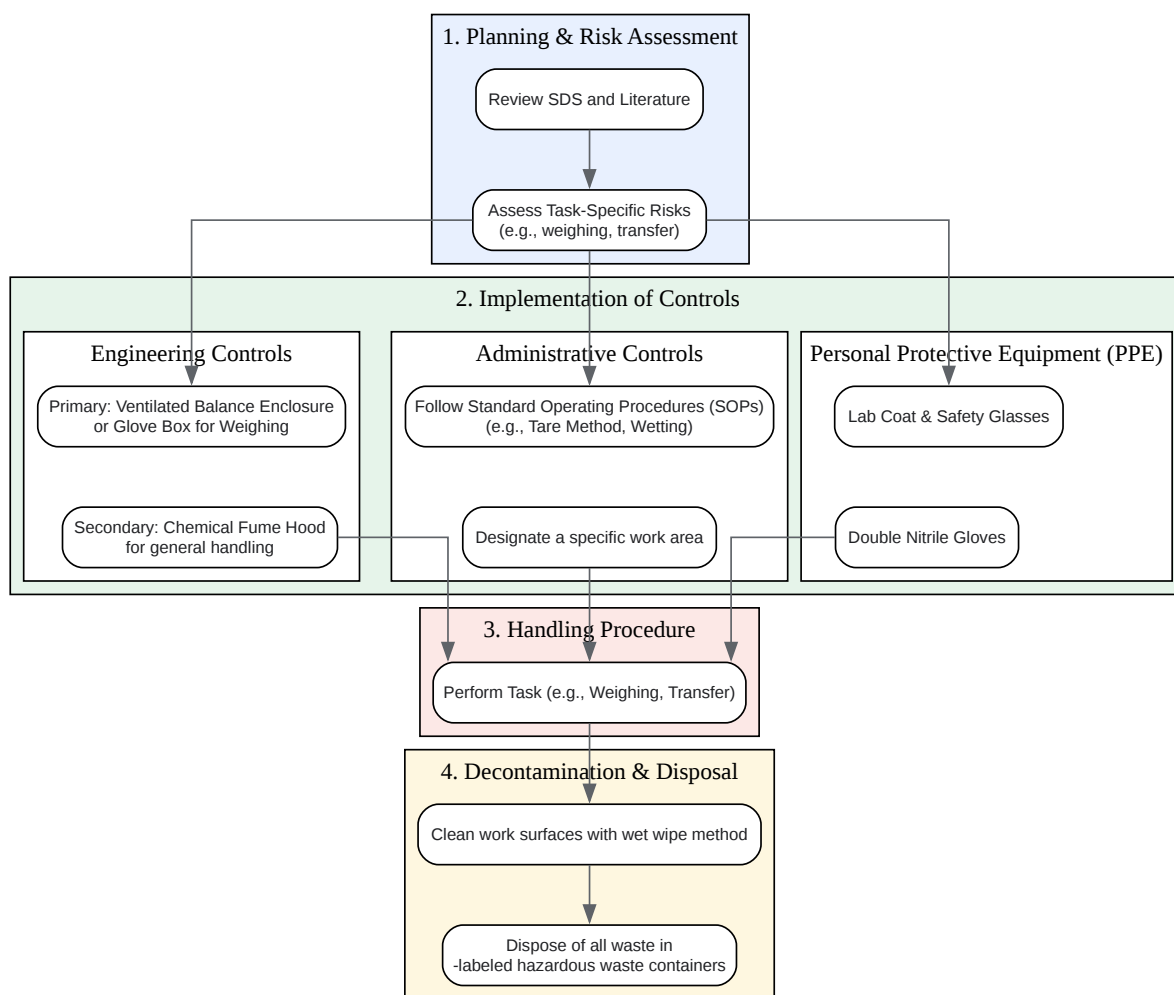 1. Planning & Risk Assessment
Review SDS and Literature
Assess Task-Specific Risks
(e.g., weighing, transfer)
2. Implementation of Controls
Engineering Controls
Primary: Ventilated Balance Enclosure
or Glove Box for Weighing
Secondary: Chemical Fume Hood
for general handling
Administrative Controls
Follow Standard Operating Procedures (SOPs)
(e.g., Tare Method, Wetting)
Designate a specific work area
Personal Protective Equipment (PPE)
Lab Coat & Safety Glasses
Double Nitrile Gloves
3. Handling Procedure
Perform Task (e.g., Weighing, Transfer)
4. Decontamination & Disposal
Clean work surfaces with wet wipe method
Dispose of all waste in
-labeled hazardous waste containers